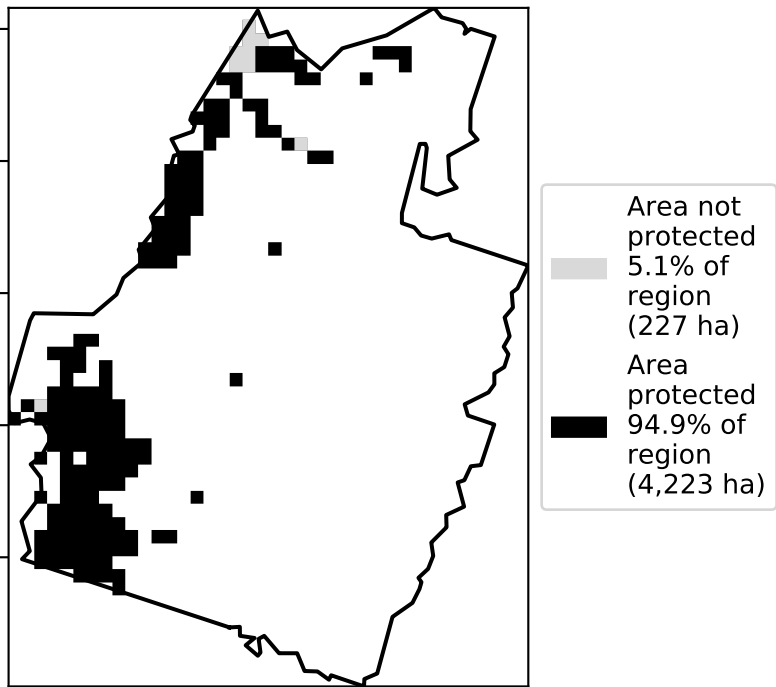 Area not
protected
5.1% of
region
(227 ha)
Area
protected
94.9% of
region
(4,223 ha)